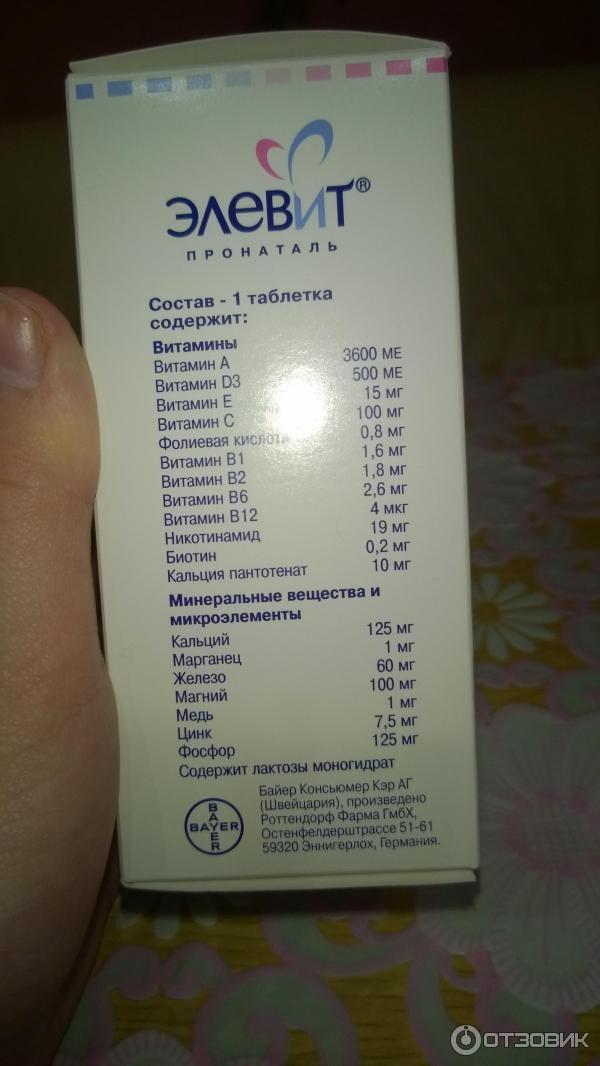 ЭЛЕВИТ®
ПРОНАТАЛЬ
Состав - 1 таблетка
содержит:
Витамины
Витамин А 3600 МЕ
Витамин D3 500 МЕ
Витамин Е 15 мг
Витамин С 100 мг
Фолиевая кислота 0,8 мг
Витамин В1 1,6 мг
Витамин В2 1,8 мг
Витамин В6 2,6 мг
Витамин В12 4 мкг
Никотинамид 19 мг
Биотин 0,2 мг
Кальция пантотенат 10 мг
Минеральные вещества и
микроэлементы
Кальций 125 мг
Марганец 1 мг
Железо 60 мг
Магний 100 мг
Медь 1 мг
Цинк 7,5 мг
Фосфор 125 мг
Содержит лактозы моногидрат
BAYER
BAYER
Байер Консьюмер Кэр АГ
(Швейцария), произведено
Роттендорф Фарма ГмбХ,
Остенфелдерштрассе 51-61
59320 Эннигерлох, Германия.
ОТЗОВИК